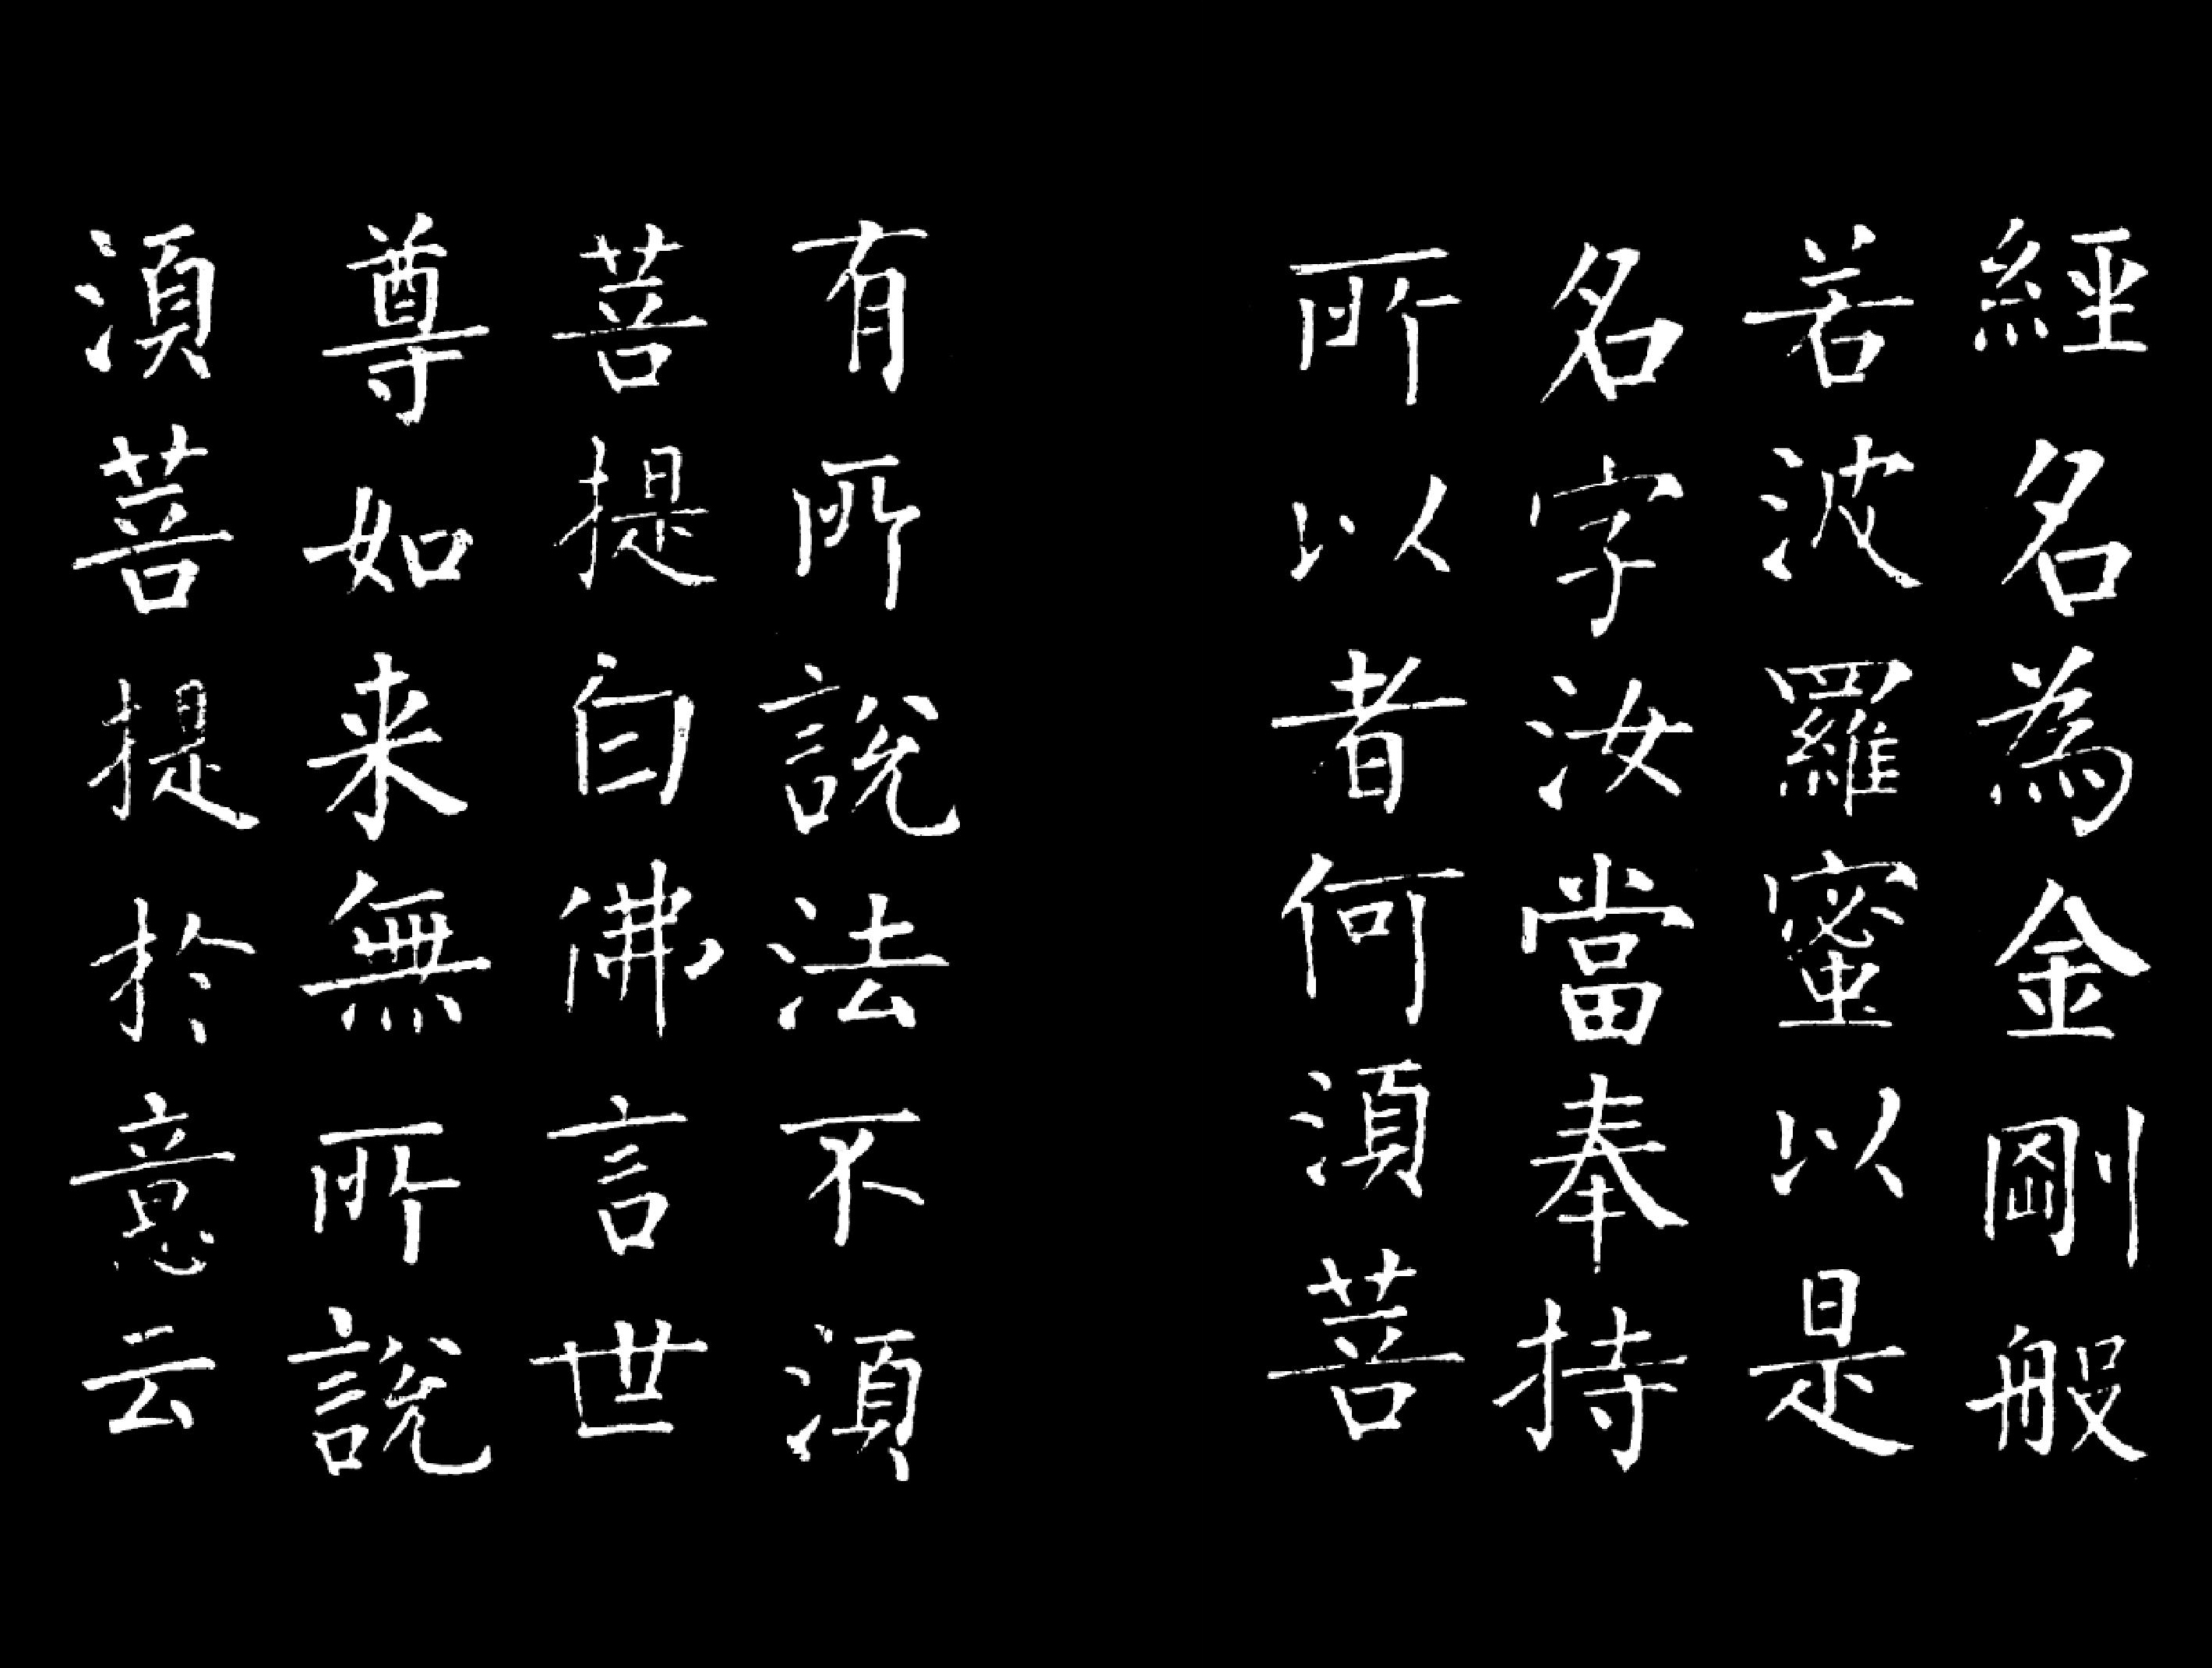 經名為金剛般
若波羅蜜以是
名字汝當奉持
所以者何須菩
有所說法不須
菩提白佛言世
尊如来無所說
須菩提於意云